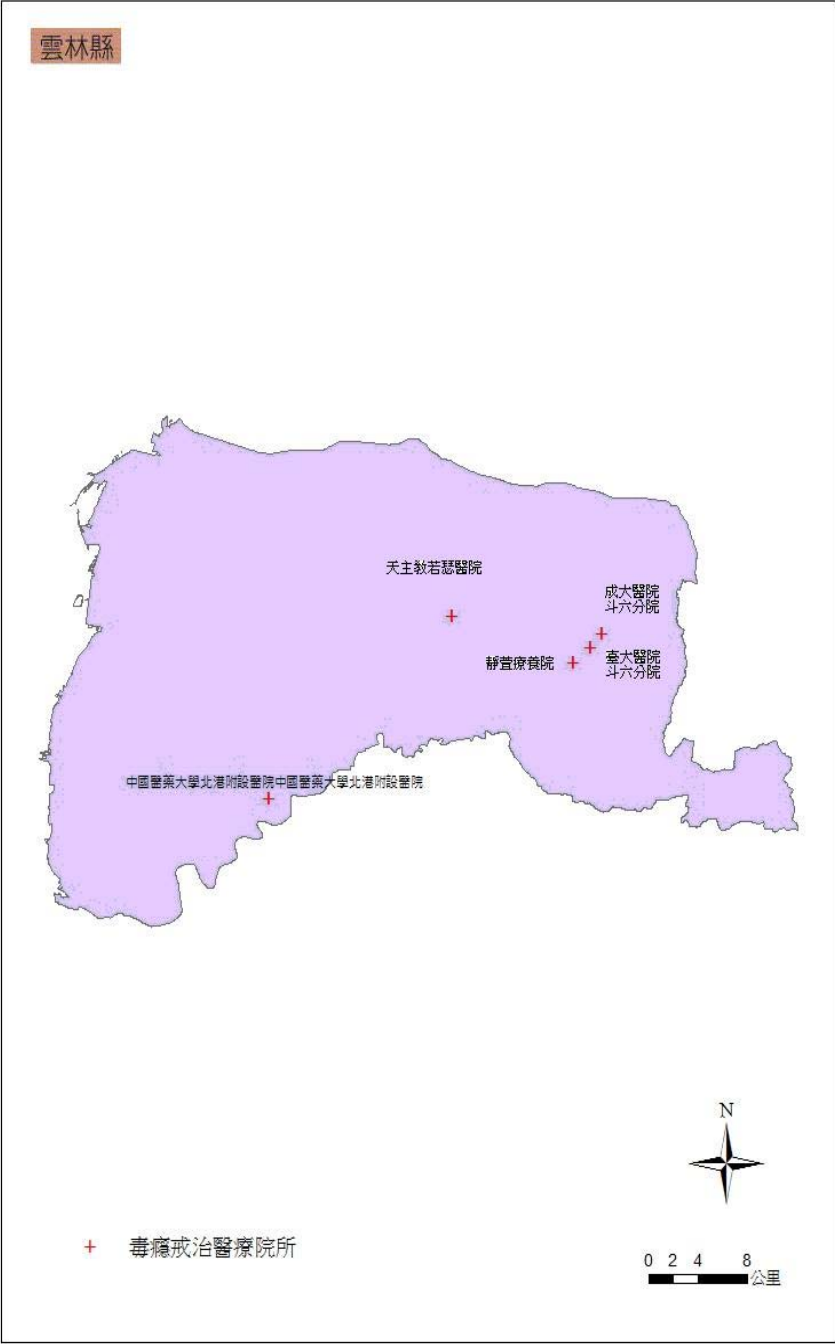 雲林縣
天主教若瑟醫院
成大醫院
斗六分院
靜萱療養院
臺大醫院
斗六分院
中國醫藥大學北港附設醫院中國醫藥大學北港附設醫院
N
毒癮戒治醫療院所
0 2 4 8
公里